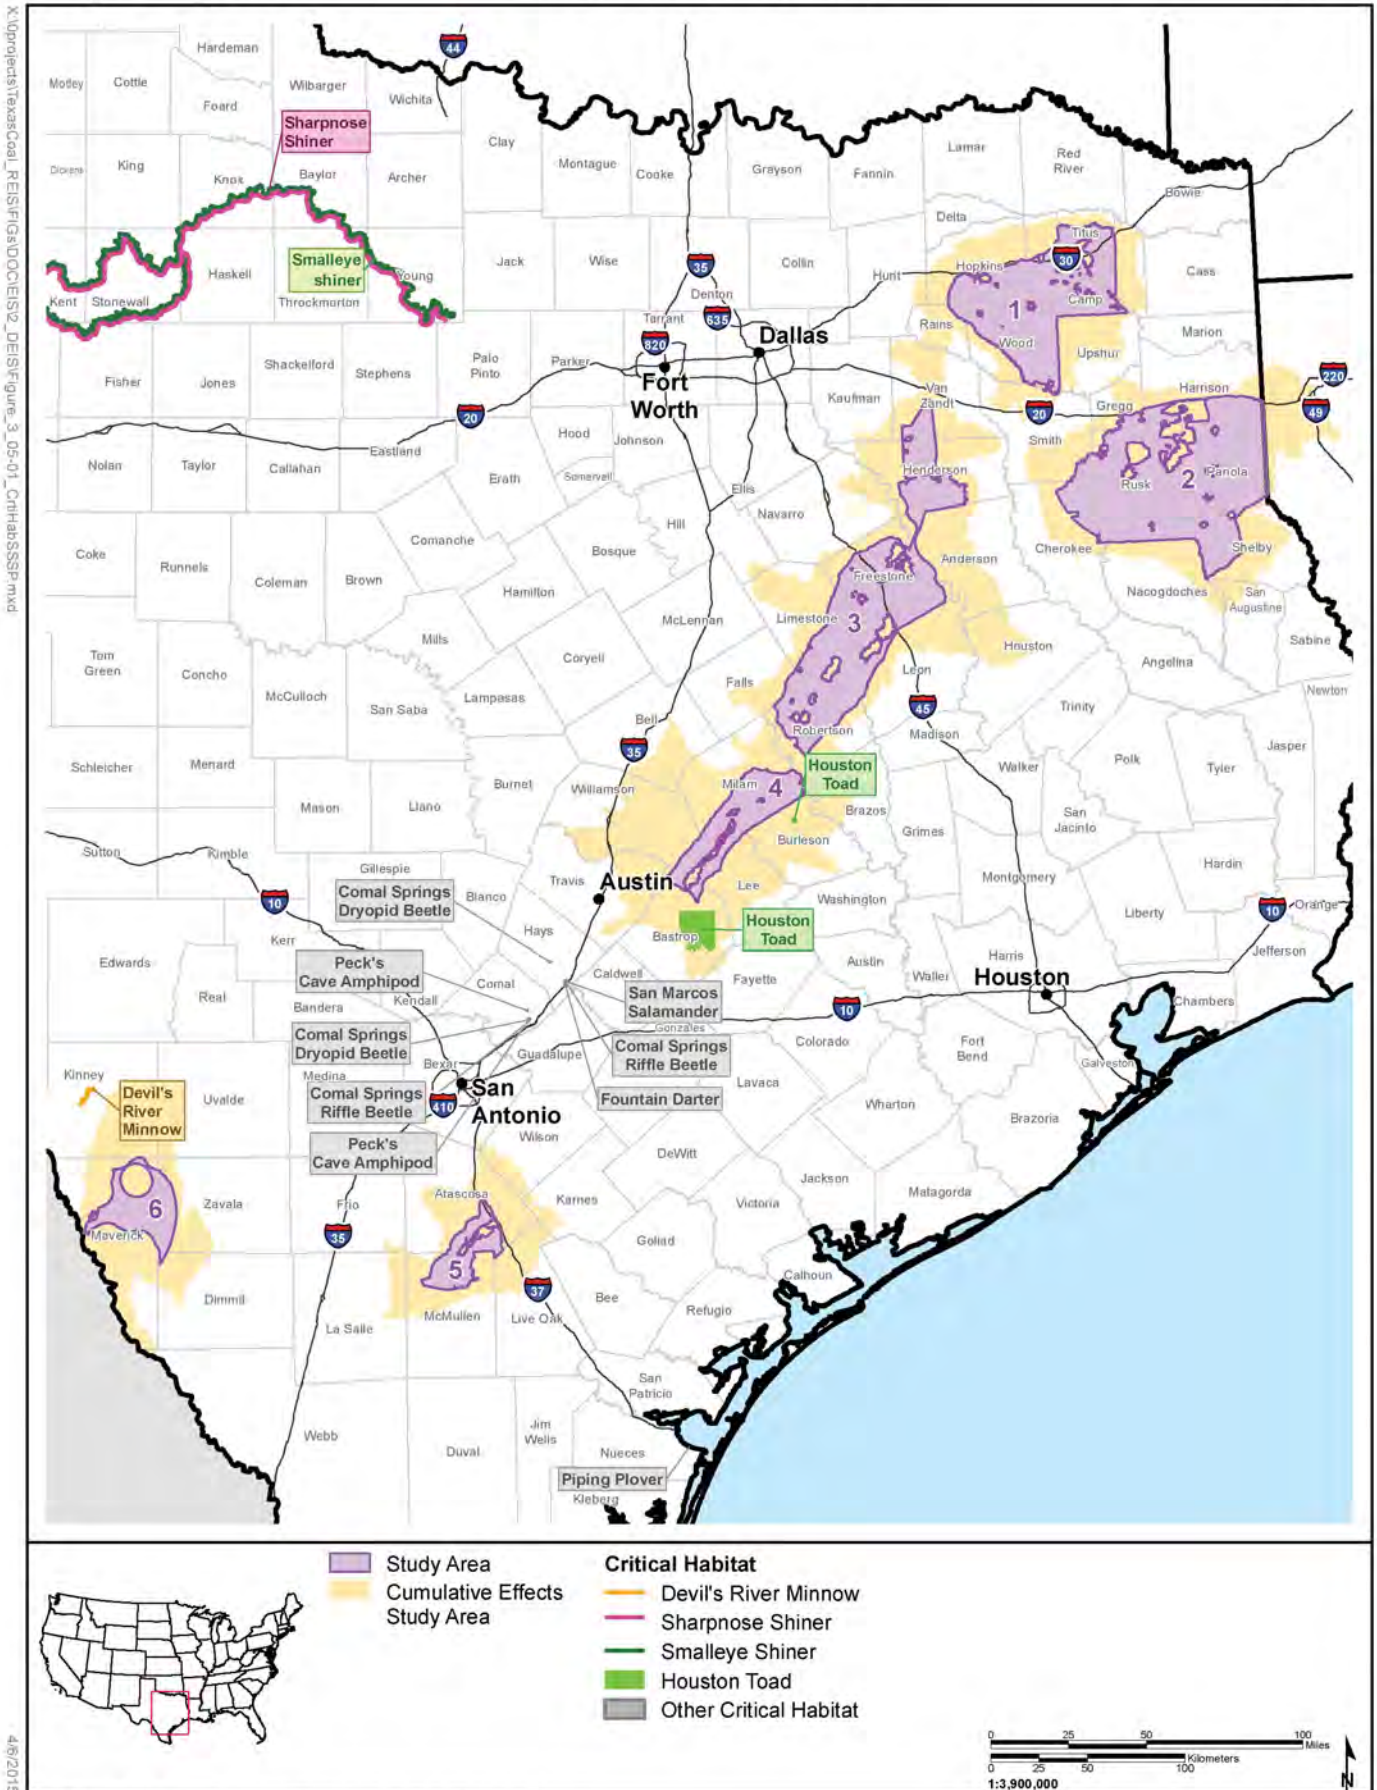 X:\0projects\TexasCoal_REIS\FIGs\DOC\EIS\2_DEIS\Figure_3_05-01_CrtiHabSSSP.mxd
4/6/2015
Hardeman
44
Motley
Cottle
Wilbarger
Foard
Wichita
Sharpnose
Shiner
Clay
Lamar
Red
River
Dickens
King
Knox
Baylor
Archer
Montague
Cooke
Grayson
Fannin
Bowie
Delta
Titus
Smalleye
shiner
Haskell
Young
Jack
Wise
35
Collin
Hunt
Hopkins
30
Cass
Kent
Stonewall
Throckmorton
Denton
Camp
1
635
Tarrant
Rains
Marion
820
Dallas
Wood
Upshur
Fisher
Jones
Shackelford
Stephens
Palo
Pinto
Parker
Fort
Worth
220
Harrison
Van
Zandt
Kaufman
20
20
Gregg
49
Hood
Johnson
Smith
Eastland
Nolan
Taylor
Callahan
Erath
Somervell
Ellis
Henderson
Rusk
2
Panola
Navarro
Hill
Comanche
Bosque
Anderson
Cherokee
Shelby
Coke
Runnels
Coleman
Brown
Hamilton
Freestone
Nacogdoches
San
Augustine
McLennan
Limestone
3
Mills
Houston
Sabine
Tom
Green
Concho
McCulloch
San Saba
Coryell
Falls
Leon
Angelina
Lampasas
Newton
Bell
45
Trinity
Robertson
Madison
35
Schleicher
Menard
Houston
Toad
Walker
Polk
Tyler
Jasper
Burnet
Williamson
Milam
4
Mason
Llano
Brazos
San
Jacinto
Grimes
Burleson
Sutton
Kimble
Gillespie
Hardin
Comal Springs
Dryopid Beetle
Blanco
Travis
Austin
Lee
Montgomery
Washington
10
Liberty
10
Orange
Hays
Bastrop
Houston
Toad
Kerr
Harris
Jefferson
Edwards
Peck's
Cave Amphipod
Comal
Caldwell
Fayette
Austin
Waller
Houston
Real
Kendall
San Marcos
Salamander
10
Chambers
Bandera
Gonzales
Comal Springs
Dryopid Beetle
Comal Springs
Riffle Beetle
Colorado
Fort
Bend
Guadalupe
Bexar
Galveston
Kinney
Medina
San
Antonio
Lavaca
Devil's
River
Minnow
Uvalde
Comal Springs
Riffle Beetle
410
Fountain Darter
Wharton
Brazoria
Wilson
Peck's
Cave Amphipod
DeWitt
Jackson
Matagorda
6
Zavala
Frio
Atascosa
Karnes
Victoria
Maverick
35
Goliad
5
37
Calhoun
Dimmit
Bee
McMullen
Live Oak
Refugio
La Salle
San
Patricio
Webb
Duval
Jim
Wells
Nueces
Piping Plover
Kleberg
Study Area
Cumulative Effects
Study Area
Critical Habitat
Devil's River Minnow
Sharpnose Shiner
Smalleye Shiner
Houston Toad
Other Critical Habitat
0 25 50 100
Miles
Kilometers
0 25 50 100
1:3,900,000
N